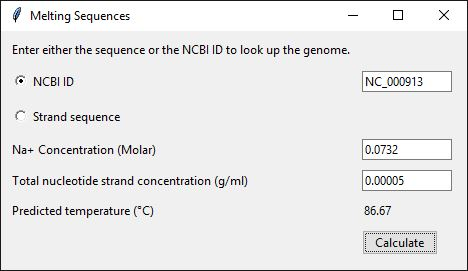 Melting Sequences
Enter either the sequence or the NCBI ID to look up the genome.
NCBI ID NC_000913
Strand sequence
Na+ Concentration (Molar) 0.0732
Total nucleotide strand concentration (g/ml) 0.00005
Predicted temperature (°C) 86.67
Calculate